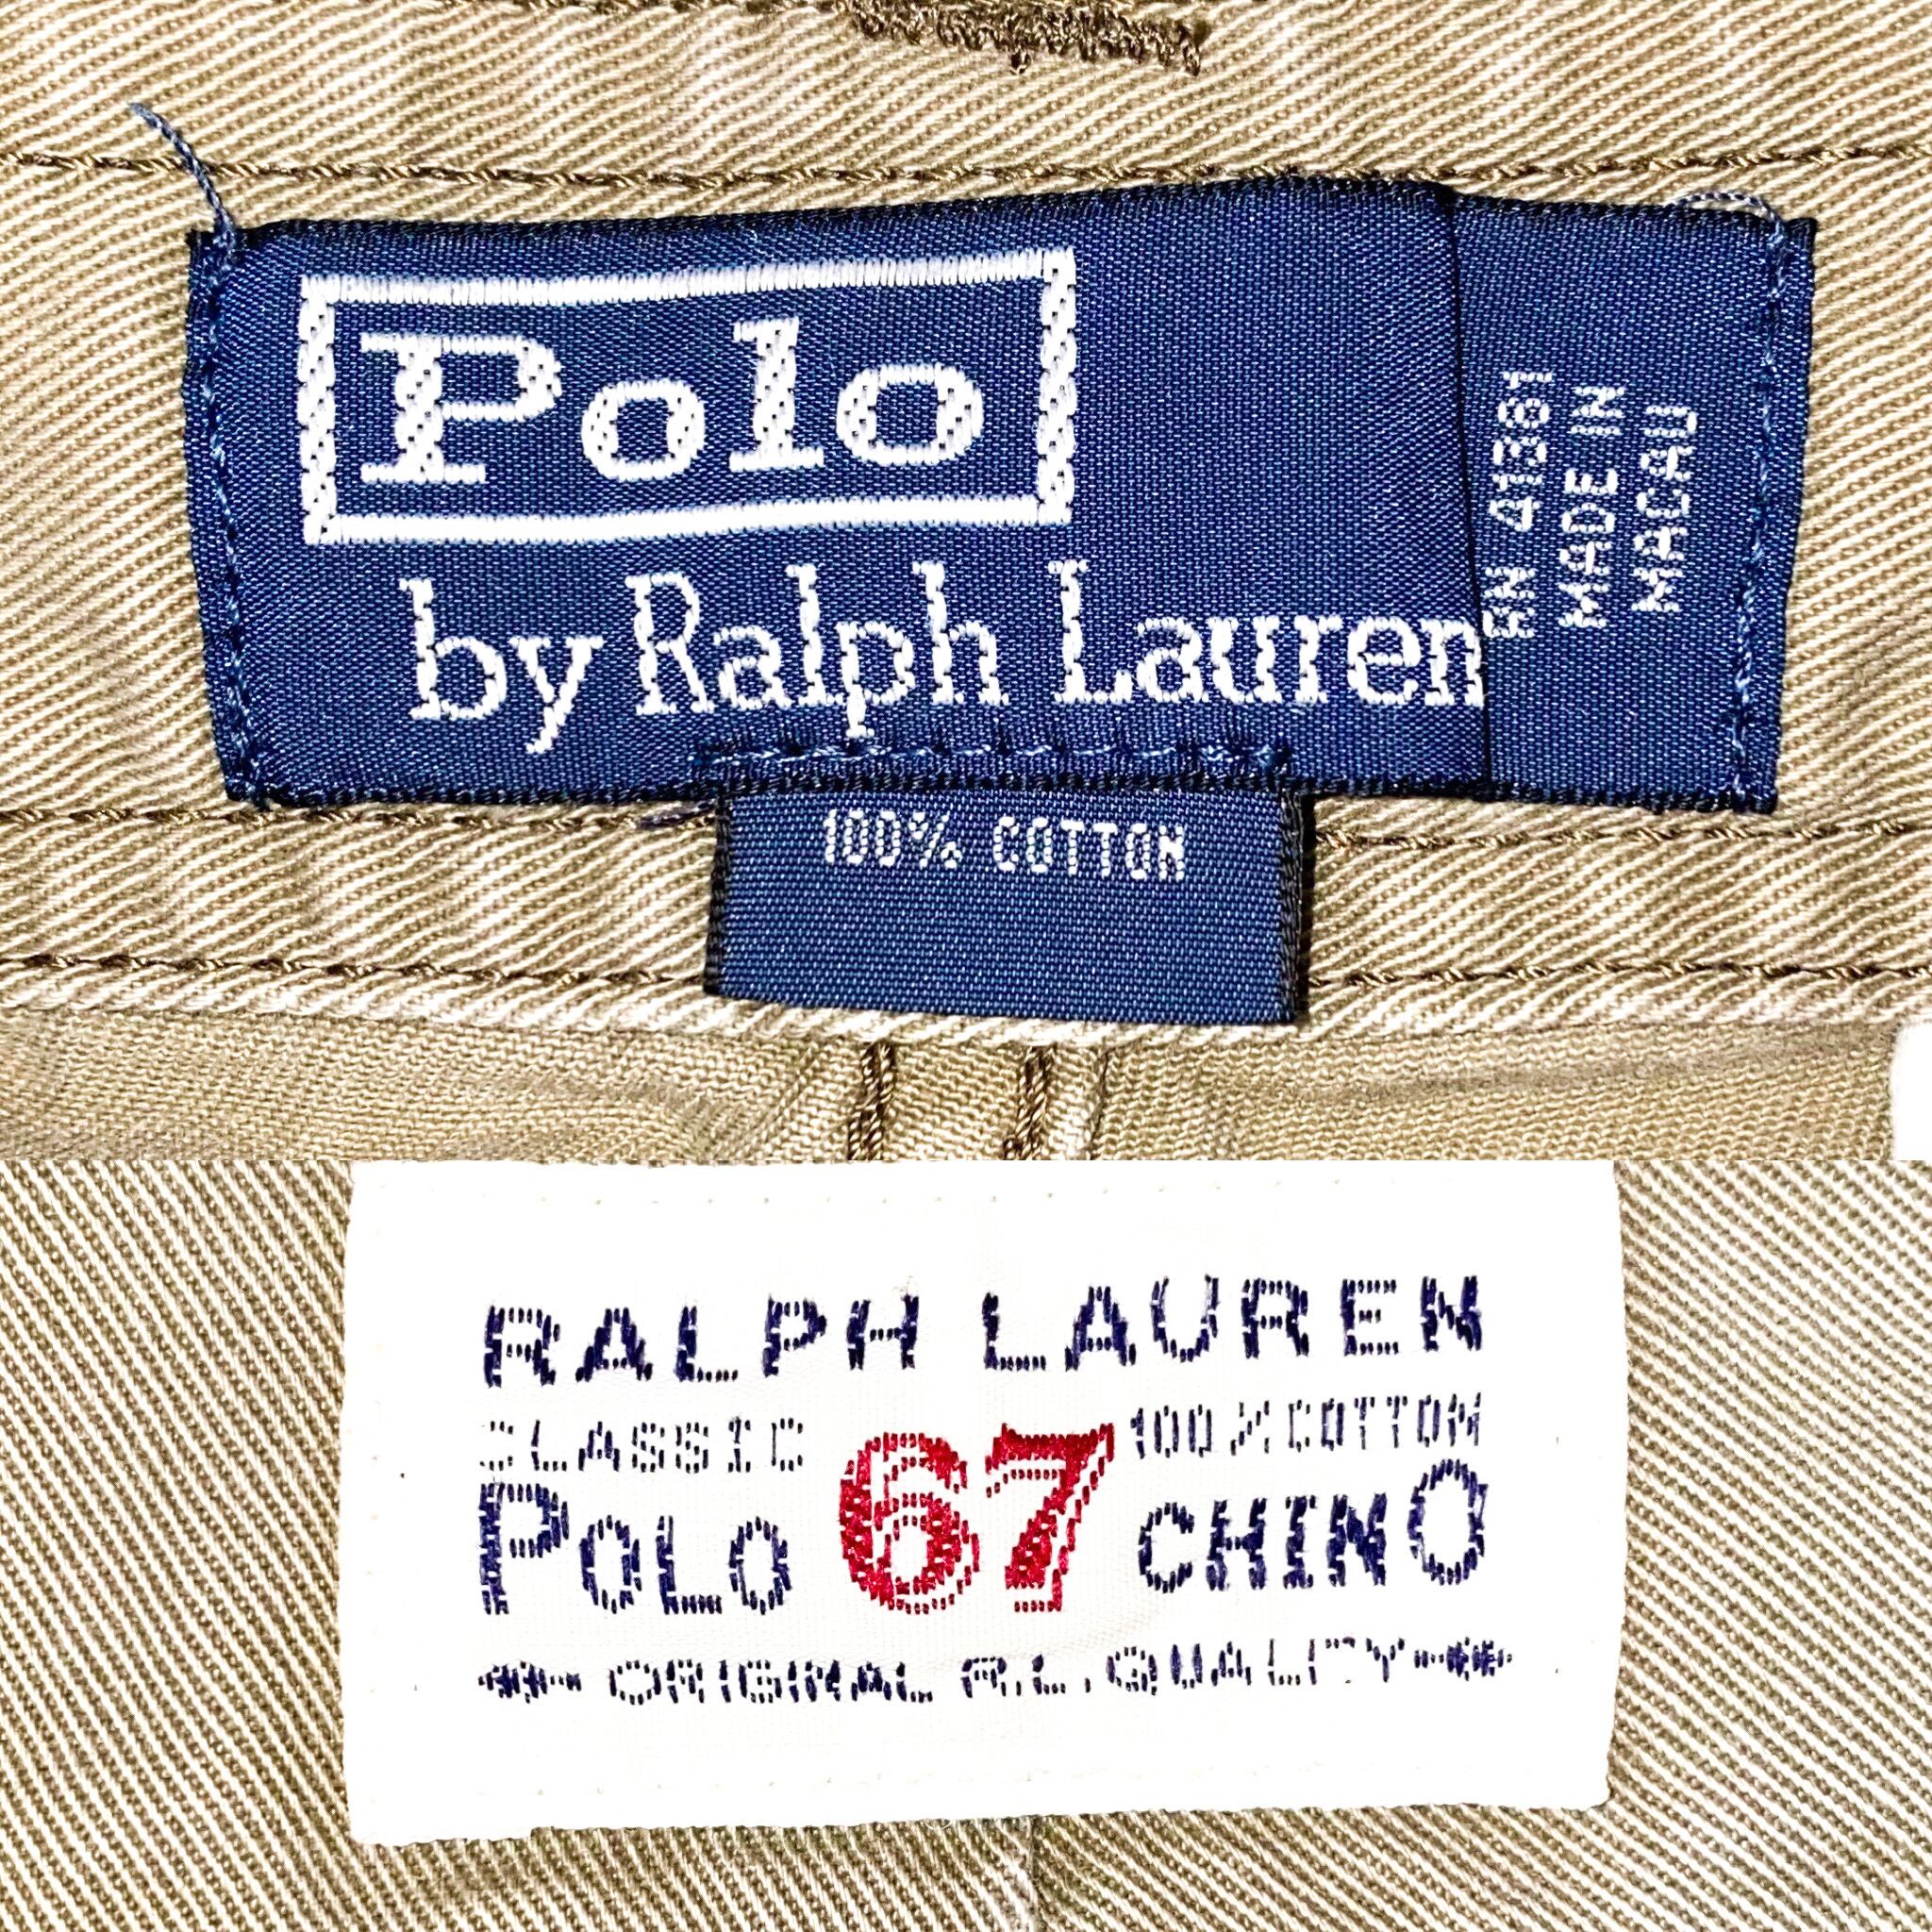 Polo
by Ralph Lauren
RN 41381
MADE IN
MACAU
100% COTTON
RALPH LAUREN
CLASSIC 67 100% COTTON
POLO CHINO
ORIGINAL R.L. QUALITY